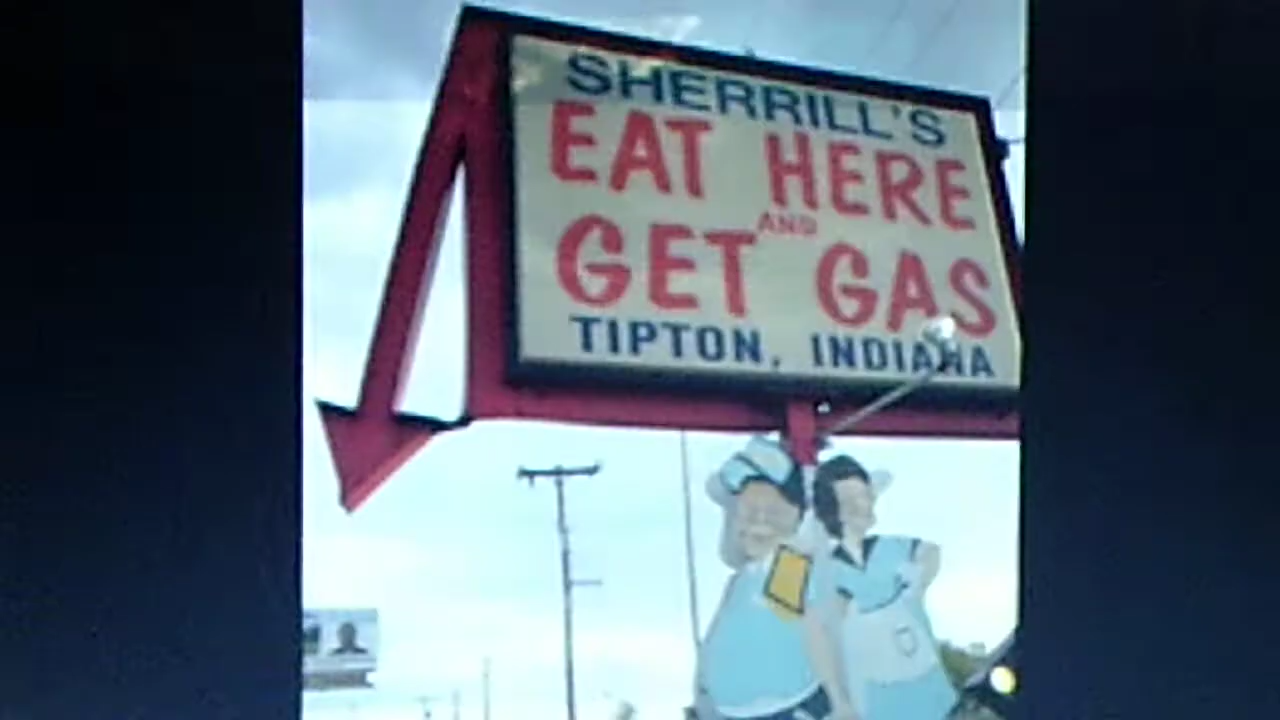 SHERRILL'S
EAT HERE
AND
GET GAS
TIPTON, INDIANA